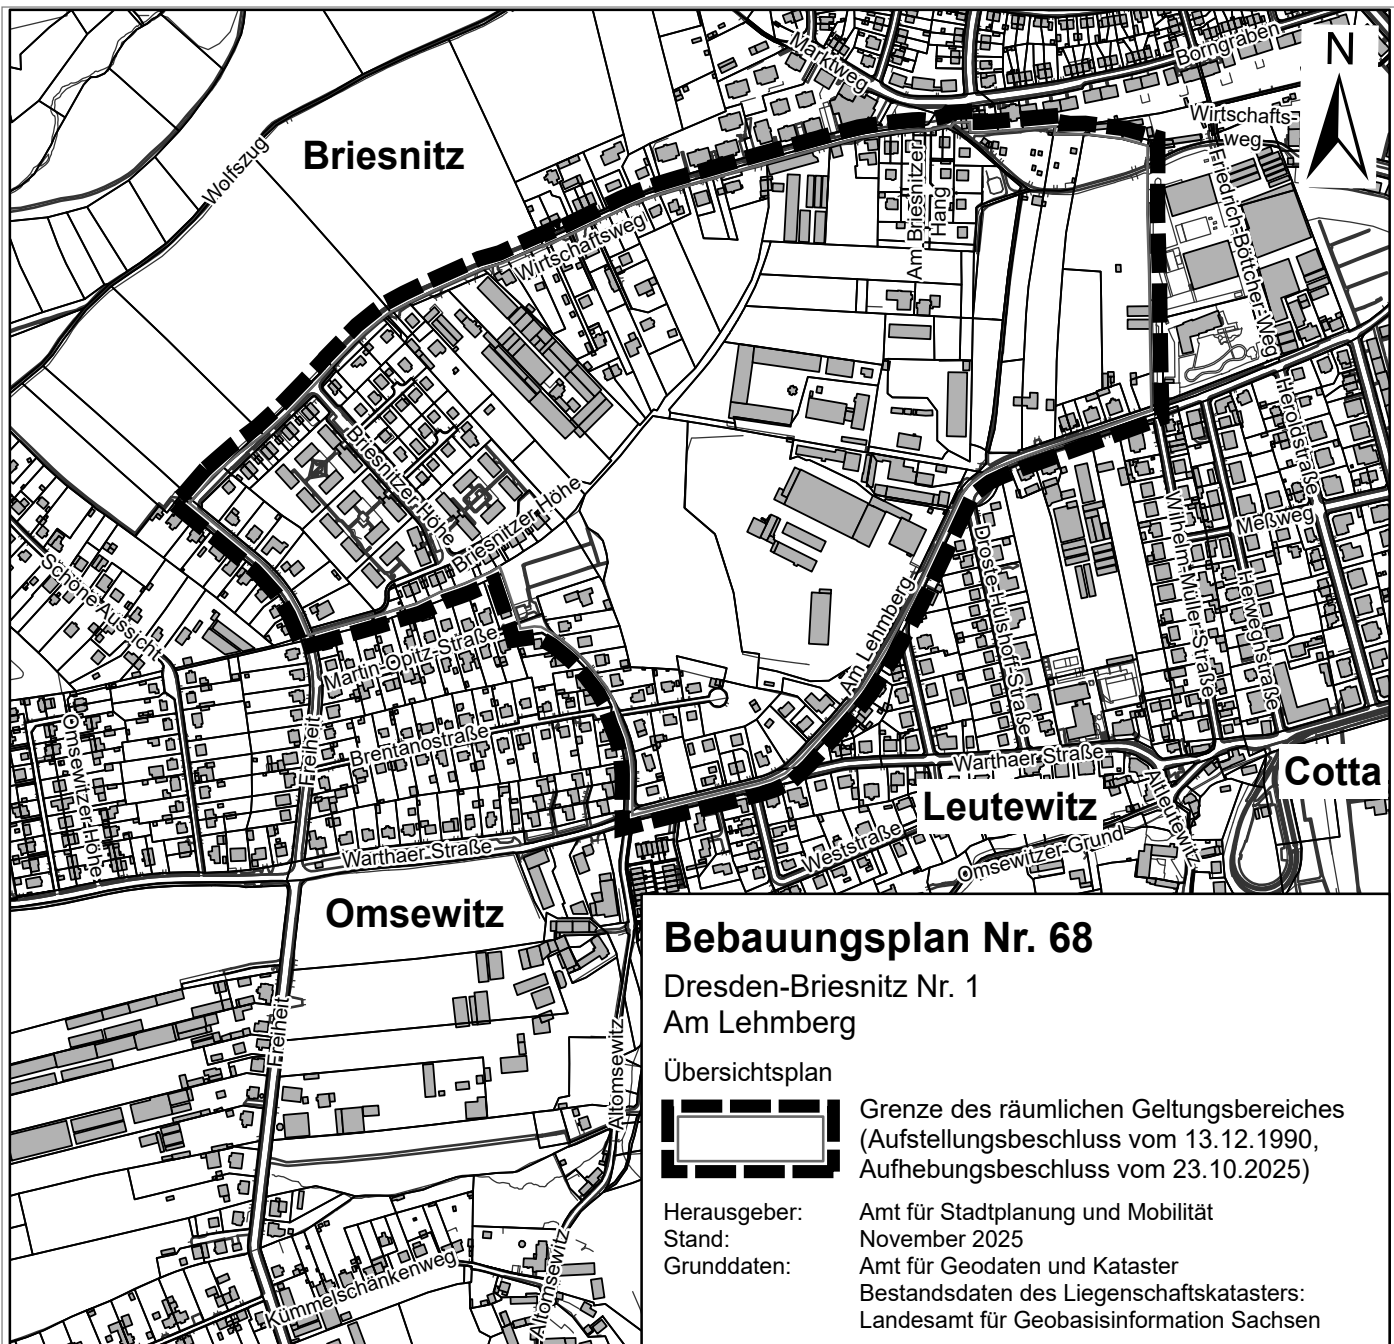 N
Marktweg
Borngraben
Wirtschafts-
weg
Briesnitz
Wolfszug
Friedrich-Böttcher-Weg
Am Briesnitzer
Hang
Wirtschaftsweg
Heroldstraße
Briesnitzer Höhe
Briesnitzer Höhe
Meßweg
Schöne Aussicht
Droste-Hülshoff-Straße
Wilhelm-Müller-Straße
Herweghstraße
Am Lehmberg
Martin-Opitz-Straße
Omsewitzer Höhe
Freiheit
Brentanostraße
Warthaer Straße
Cotta
Leutewitz
Altleutewitz
Warthaer Straße
Weststraße
Omsewitzer Grund
Omsewitz
Freiheit
Altomsewitz
Kümmelschänkenweg
Altomsewitz
Bebauungsplan Nr. 68
Dresden-Briesnitz Nr. 1
Am Lehmberg
Übersichtsplan
Grenze des räumlichen Geltungsbereiches
(Aufstellungsbeschluss vom 13.12.1990,
Aufhebungsbeschluss vom 23.10.2025)
Herausgeber: Amt für Stadtplanung und Mobilität
Stand: November 2025
Grunddaten: Amt für Geodaten und Kataster
Bestandsdaten des Liegenschaftskatasters:
Landesamt für Geobasisinformation Sachsen